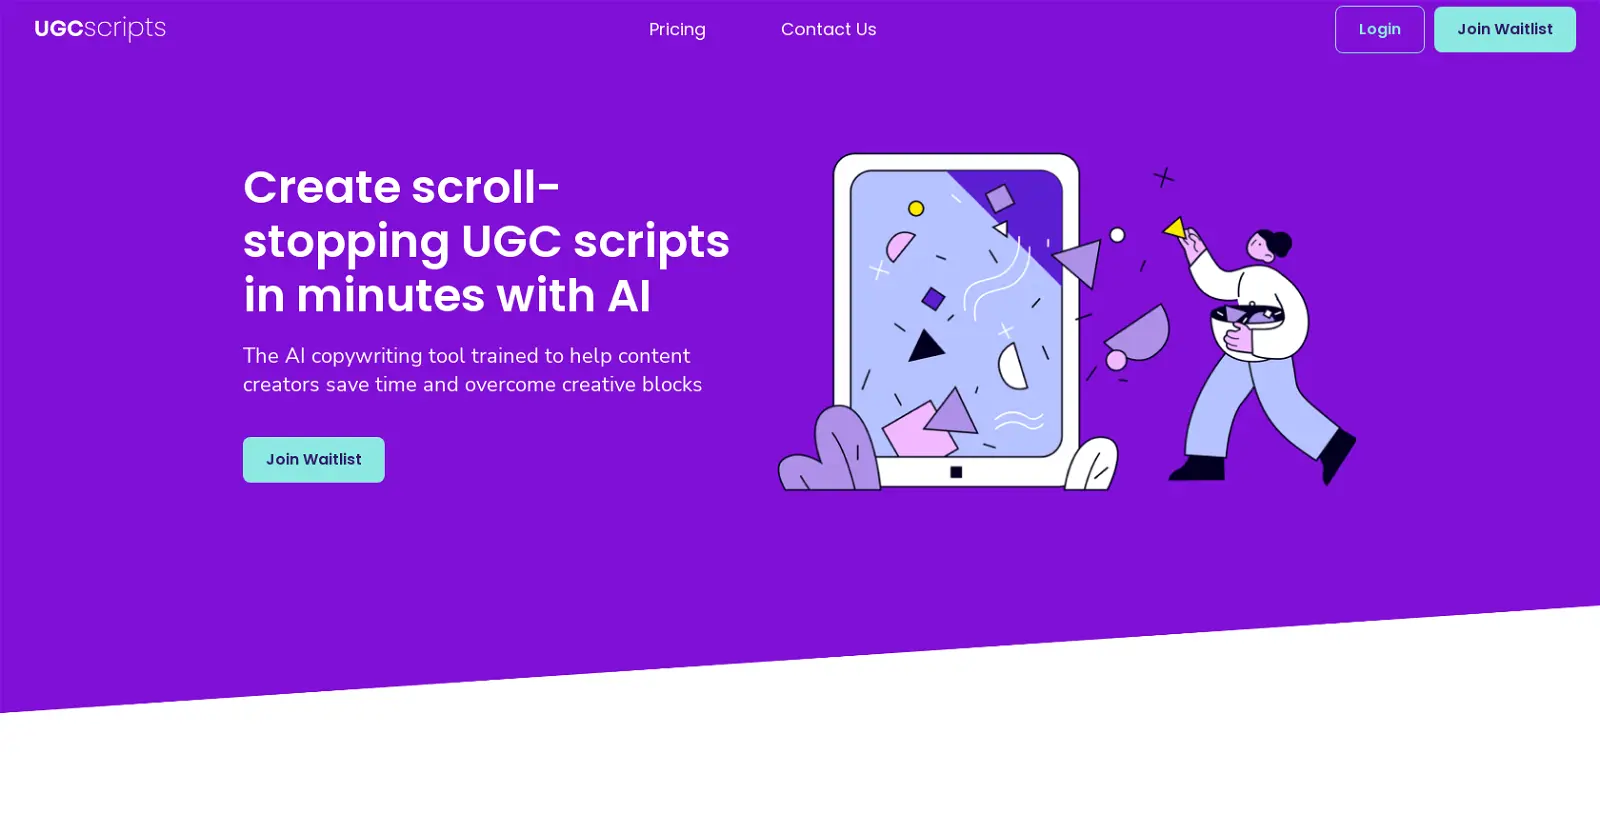 UGCscripts
Pricing
Contact Us
Login
Join Waitlist
Create scroll-
stopping UGC scripts
in minutes with AI
The AI copywriting tool trained to help content
creators save time and overcome creative blocks
Join Waitlist